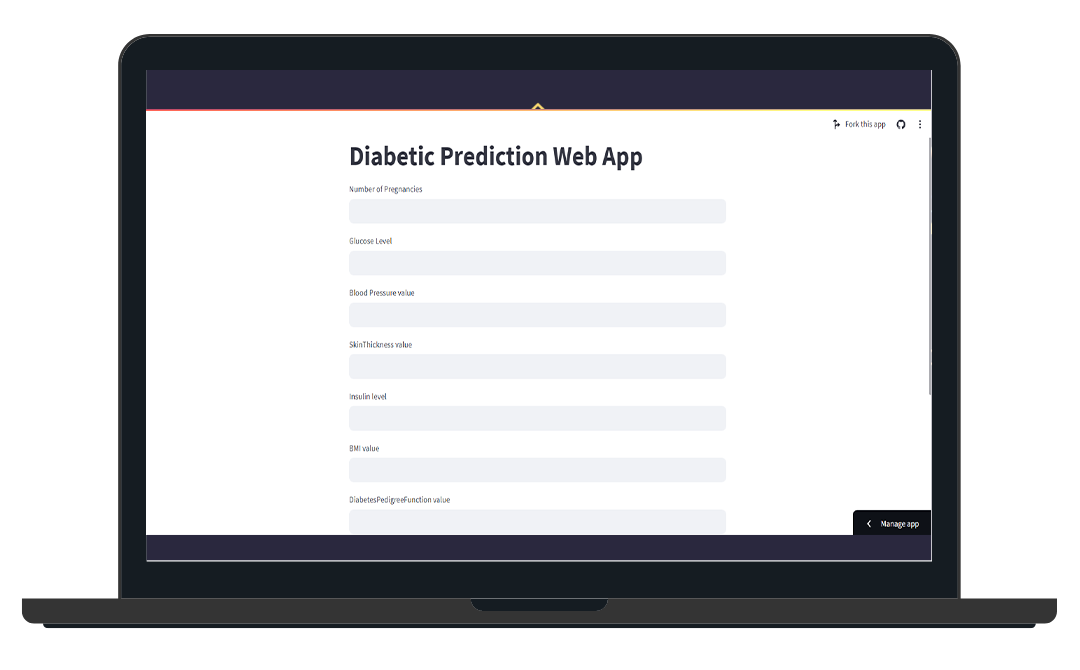 Fork this app
Diabetic Prediction Web App
Number of Pregnancies
Glucose Level
Blood Pressure value
SkinThickness value
Insulin level
BMI value
DiabetesPedigreeFunction value
Manage app